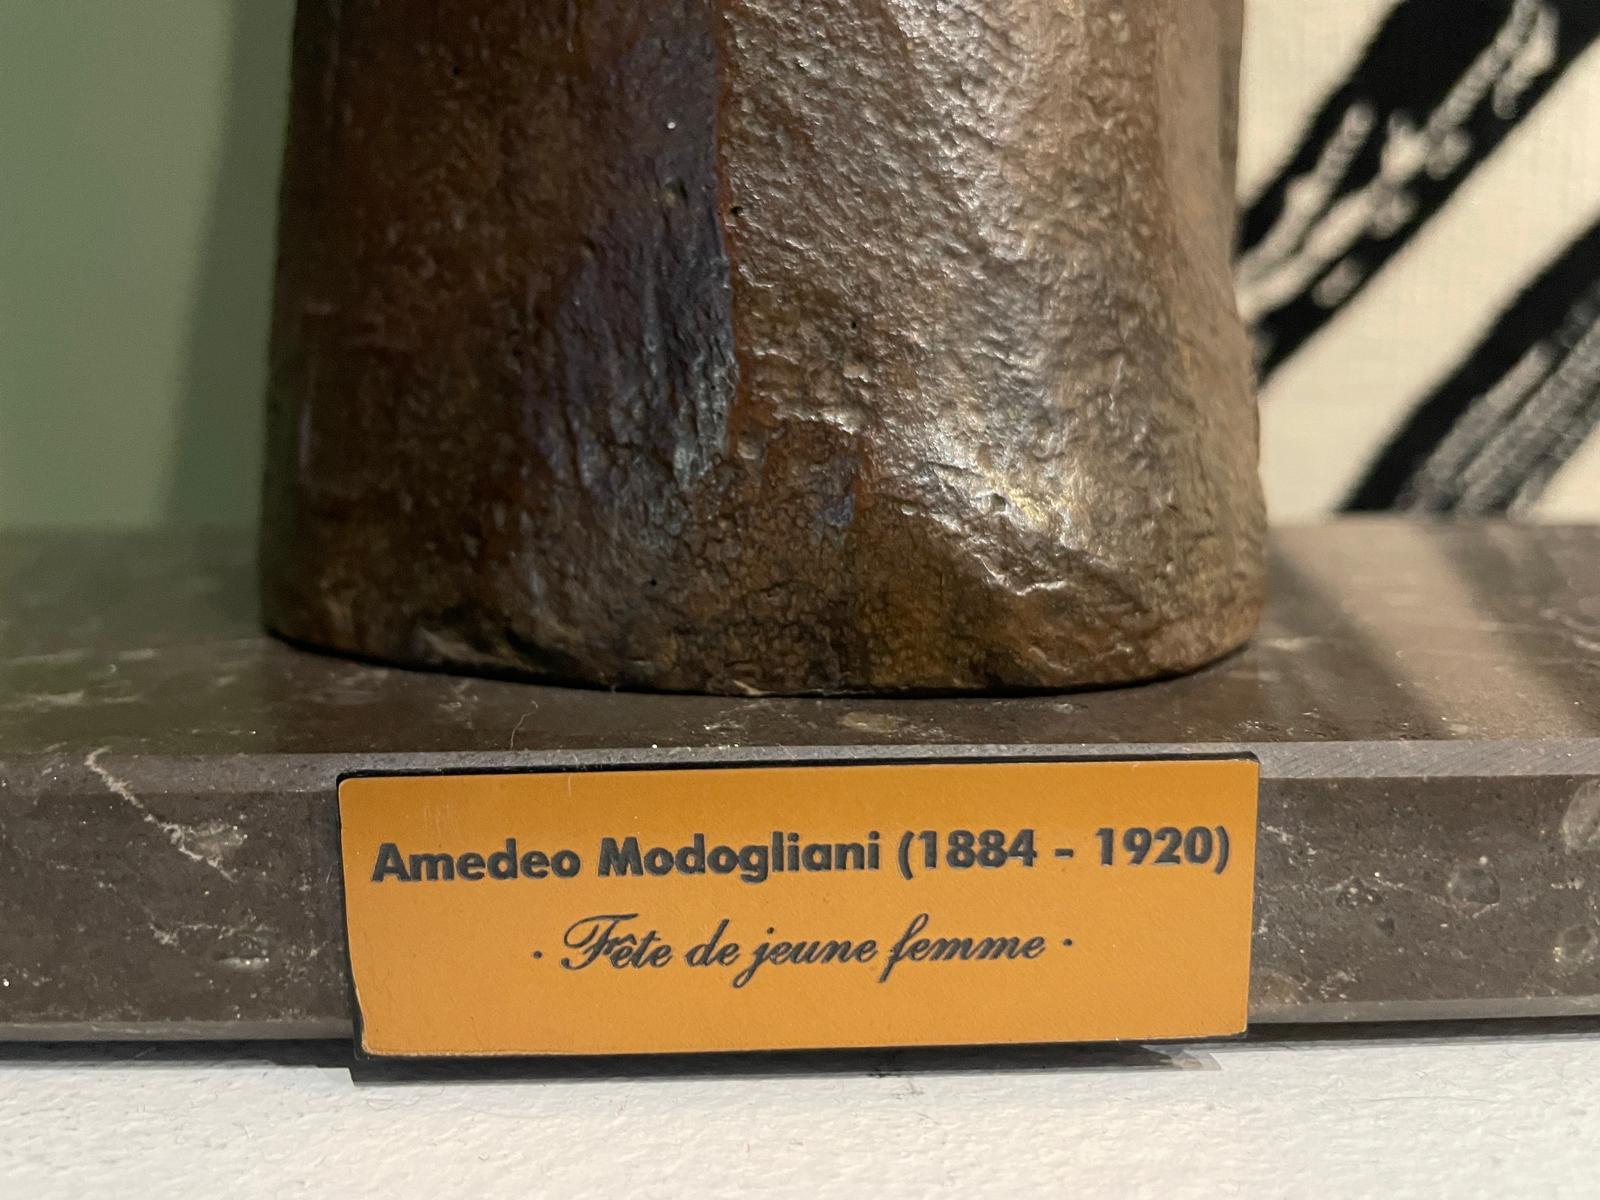 Amedeo Modogliani (1884 - 1920)
· Fête de jeune femme ·